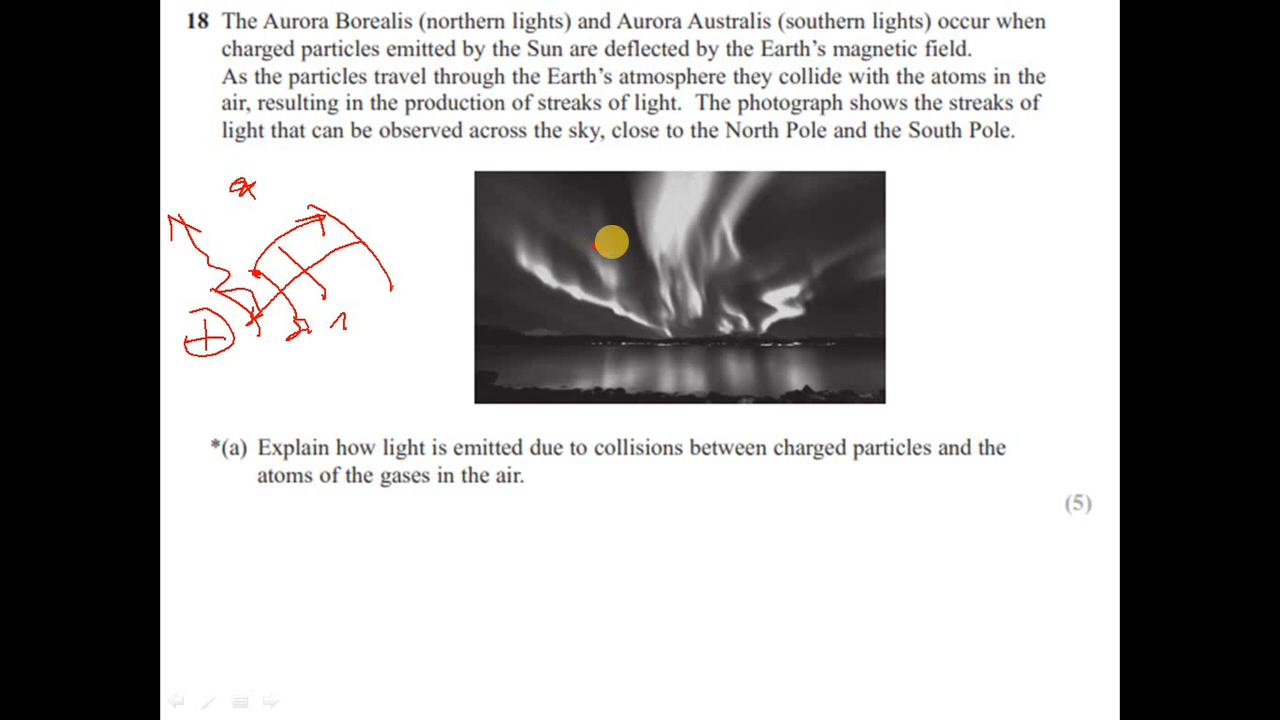 18 The Aurora Borealis (northern lights) and Aurora Australis (southern lights) occur when
charged particles emitted by the Sun are deflected by the Earth’s magnetic field.
As the particles travel through the Earth’s atmosphere they collide with the atoms in the
air, resulting in the production of streaks of light. The photograph shows the streaks of
light that can be observed across the sky, close to the North Pole and the South Pole.
*(a) Explain how light is emitted due to collisions between charged particles and the
atoms of the gases in the air.
(5)